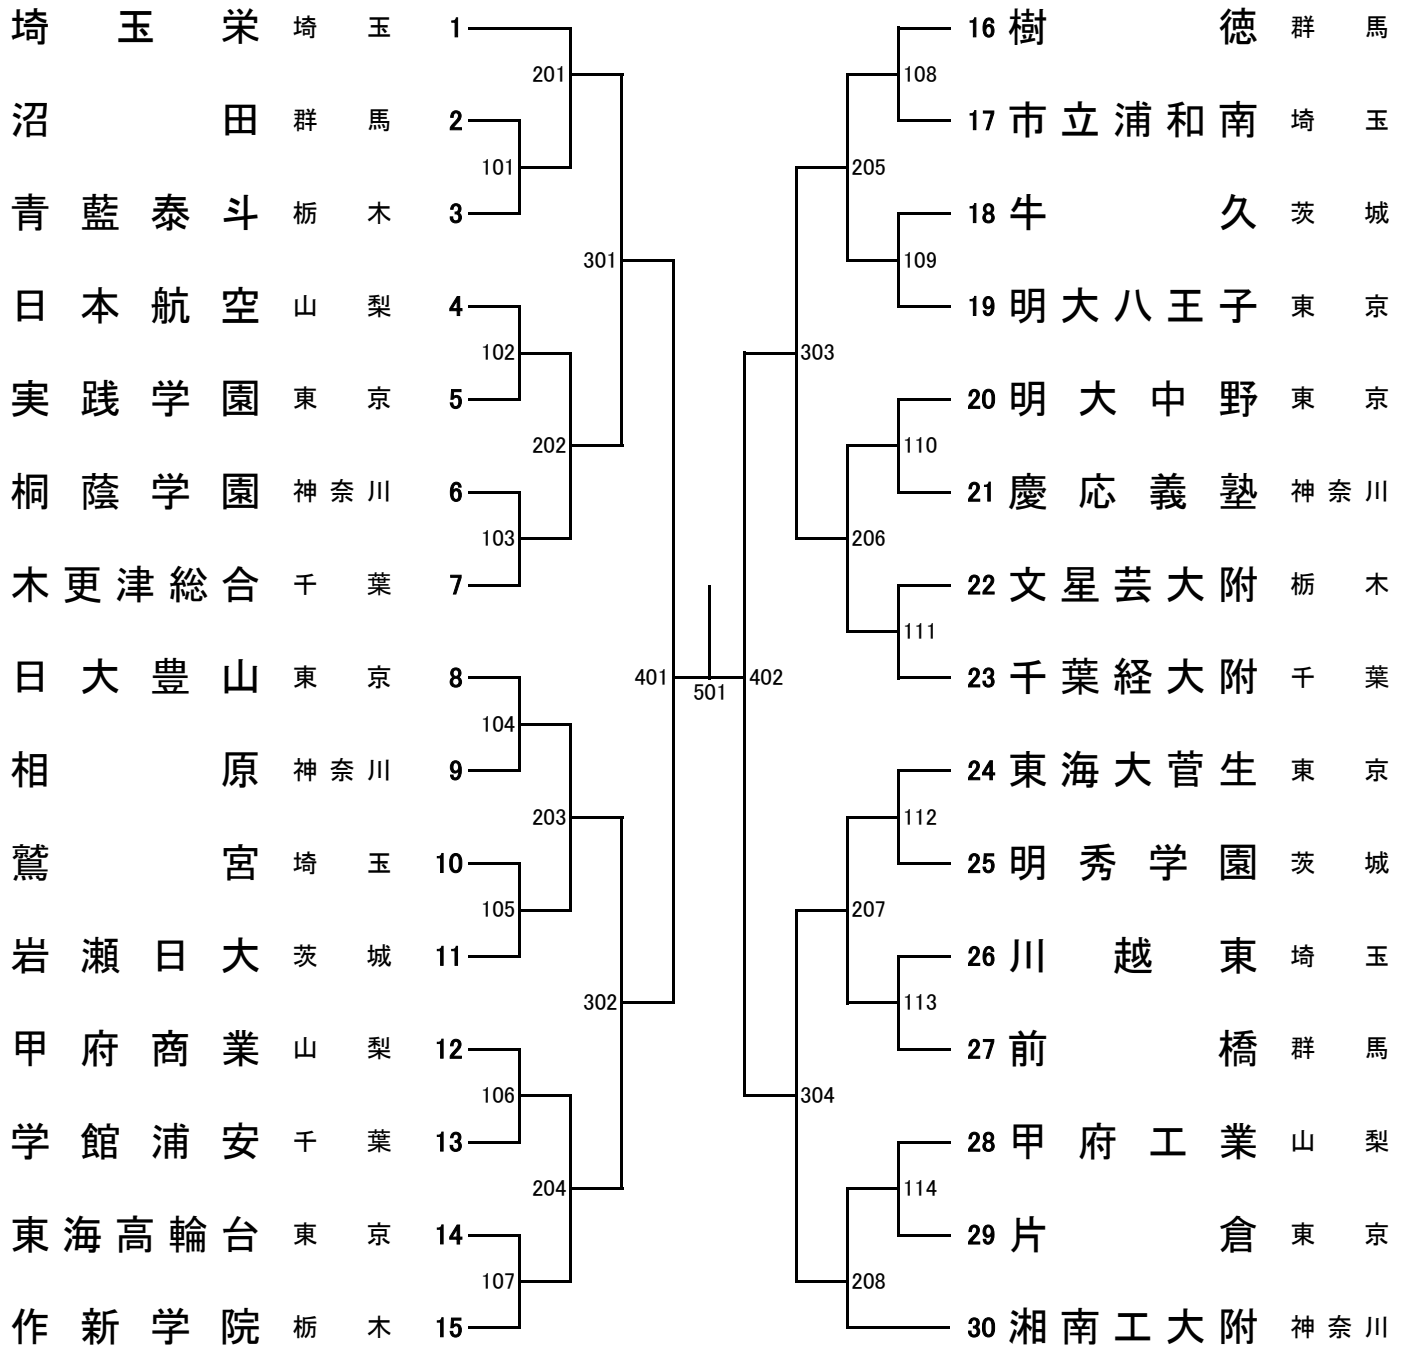 埼玉栄 埼玉 1
201
沼田 群馬 2
101
青藍泰斗 栃木 3
301
日本航空 山梨 4
102
実践学園 東京 5
202
桐蔭学園 神奈川 6
103
木更津総合 千葉 7
日大豊山 東京 8
401
501
104
相原 神奈川 9
203
鷲宮 埼玉 10
105
岩瀬日大 茨城 11
302
甲府商業 山梨 12
106
学館浦安 千葉 13
204
東海高輪台 東京 14
107
作新学院 栃木 15
16 樹徳 群馬
108
17 市立浦和南 埼玉
205
18 牛久 茨城
109
19 明大八王子 東京
303
20 明大中野 東京
110
21 慶応義塾 神奈川
206
22 文星芸大附 栃木
111
402
23 千葉経大附 千葉
24 東海大菅生 東京
112
25 明秀学園 茨城
207
26 川越東 埼玉
113
27 前橋 群馬
304
28 甲府工業 山梨
114
29 片倉 東京
208
30 湘南工大附 神奈川